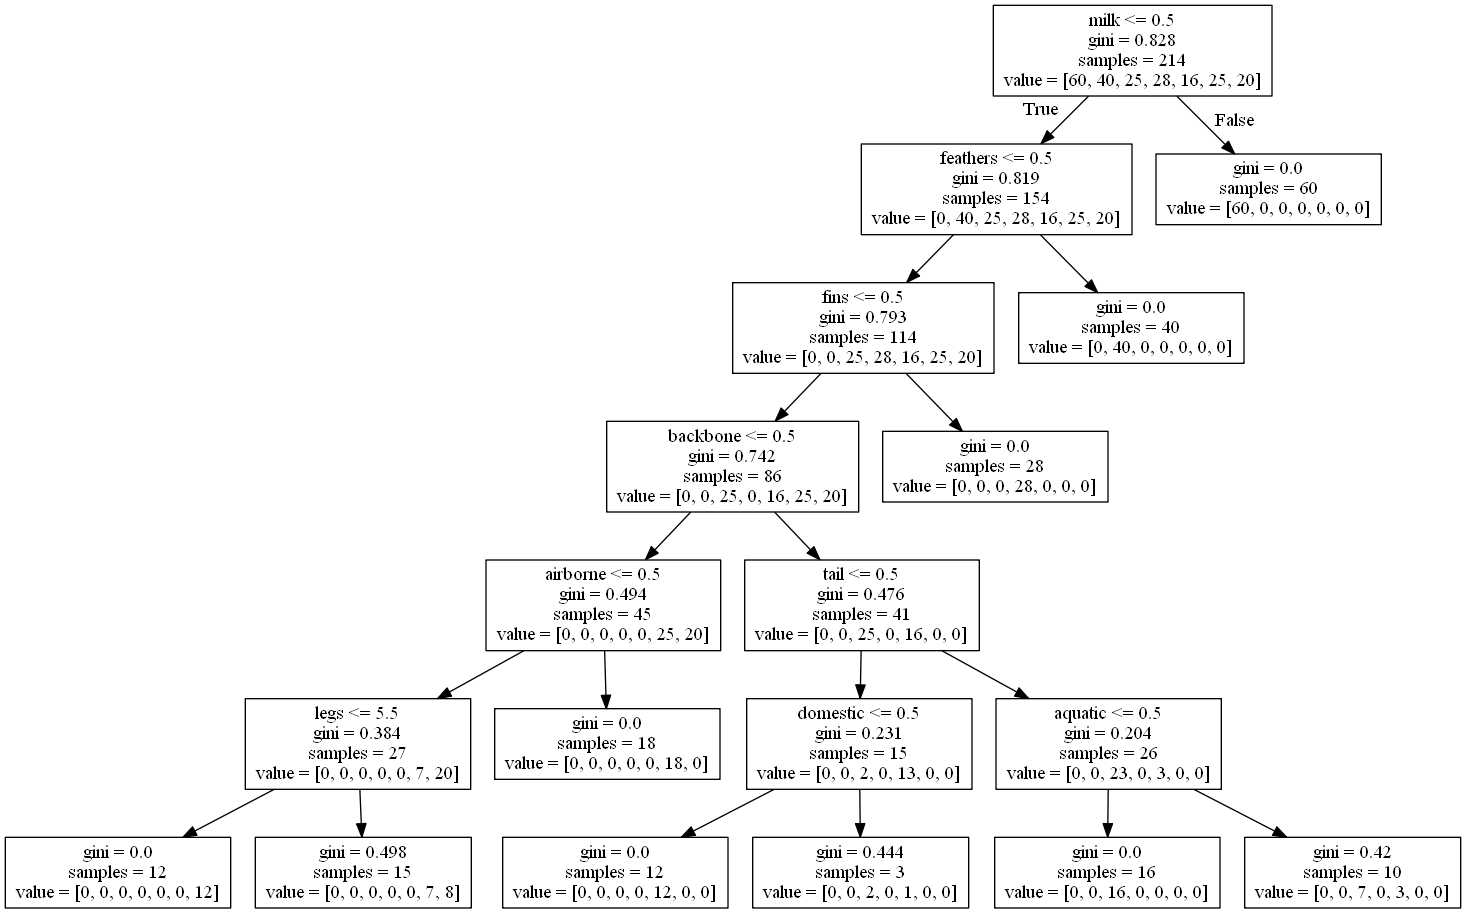 milk <= 0.5
gini = 0.828
samples = 214
value = [60, 40, 25, 28, 16, 25, 20]
True
False
feathers <= 0.5
gini = 0.819
samples = 154
value = [0, 40, 25, 28, 16, 25, 20]
gini = 0.0
samples = 60
value = [60, 0, 0, 0, 0, 0, 0]
fins <= 0.5
gini = 0.793
samples = 114
value = [0, 0, 25, 28, 16, 25, 20]
gini = 0.0
samples = 40
value = [0, 40, 0, 0, 0, 0, 0]
backbone <= 0.5
gini = 0.742
samples = 86
value = [0, 0, 25, 0, 16, 25, 20]
gini = 0.0
samples = 28
value = [0, 0, 0, 28, 0, 0, 0]
airborne <= 0.5
gini = 0.494
samples = 45
value = [0, 0, 0, 0, 0, 25, 20]
tail <= 0.5
gini = 0.476
samples = 41
value = [0, 0, 25, 0, 16, 0, 0]
legs <= 5.5
gini = 0.384
samples = 27
value = [0, 0, 0, 0, 0, 7, 20]
gini = 0.0
samples = 18
value = [0, 0, 0, 0, 0, 18, 0]
domestic <= 0.5
gini = 0.231
samples = 15
value = [0, 0, 2, 0, 13, 0, 0]
aquatic <= 0.5
gini = 0.204
samples = 26
value = [0, 0, 23, 0, 3, 0, 0]
gini = 0.0
samples = 12
value = [0, 0, 0, 0, 0, 0, 12]
gini = 0.498
samples = 15
value = [0, 0, 0, 0, 0, 7, 8]
gini = 0.0
samples = 12
value = [0, 0, 0, 0, 12, 0, 0]
gini = 0.444
samples = 3
value = [0, 0, 2, 0, 1, 0, 0]
gini = 0.0
samples = 16
value = [0, 0, 16, 0, 0, 0, 0]
gini = 0.42
samples = 10
value = [0, 0, 7, 0, 3, 0, 0]